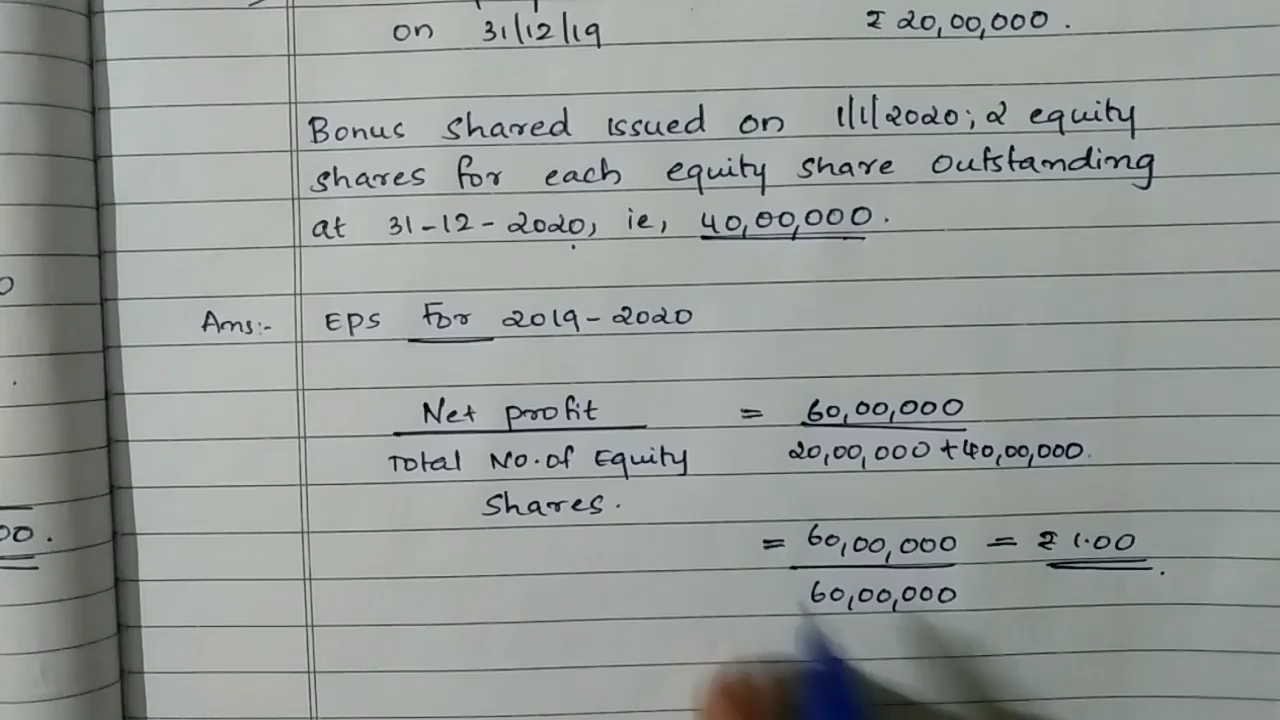 on 31/12/19 ₹ 20,00,000.
Bonus shared issued on 1/1/2020; 2 equity
shares for each equity share outstanding
at 31-12-2020, ie, 40,00,000.
Ans:- EPS For 2019-2020
Net profit = 60,00,000
Total No. of Equity 20,00,000+40,00,000.
Shares.
00. = 60,00,000 = ₹ 1.00
60,00,000